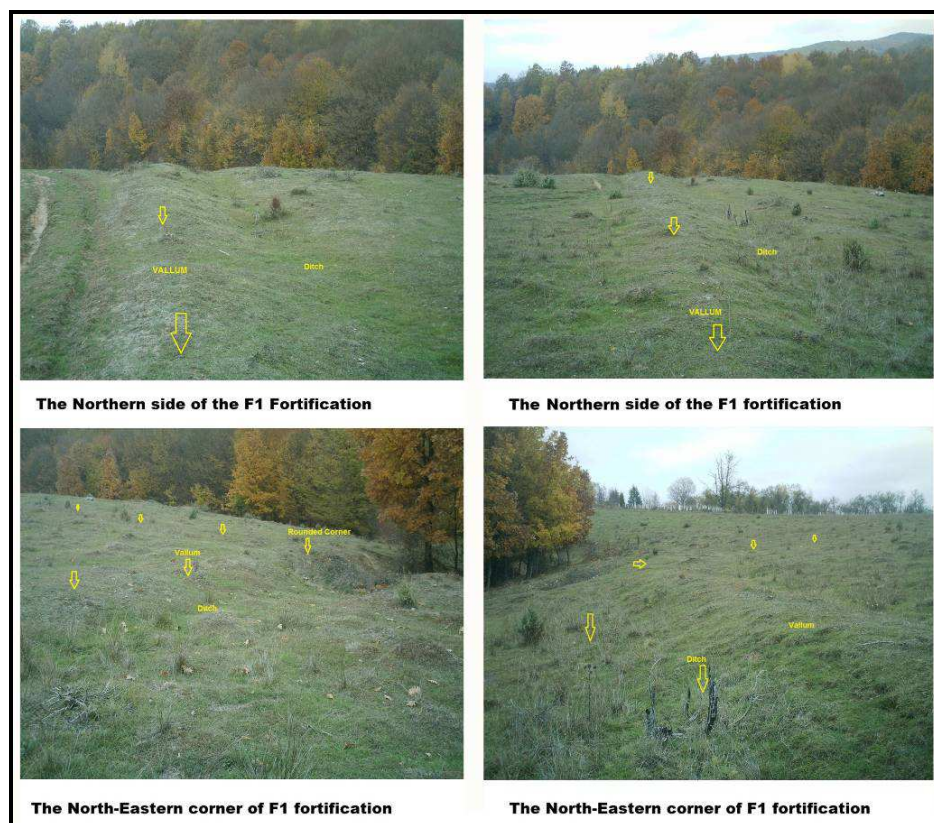 VALLUM
Ditch
Ditch
VALLUM
The Northern side of the F1 Fortification
The Northern side of the F1 fortification
Rounded Corner
Vallum
Ditch
Vallum
Ditch
The North-Eastern corner of F1 fortification
The North-Eastern corner of F1 fortification